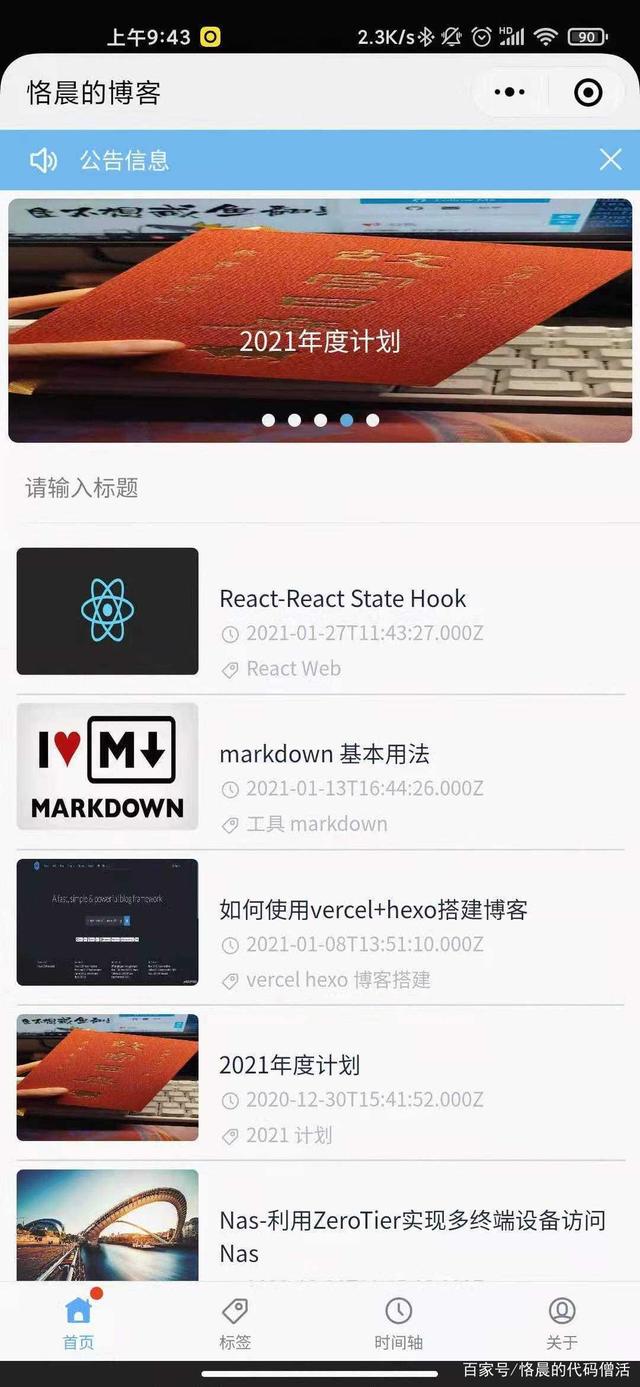 上午9:43
2.3K/s
HD
90
恪晨的博客
公告信息
2021年度计划
请输入标题
React-React State Hook
2021-01-27T11:43:27.000Z
React Web
I M
MARKDOWN
markdown 基本用法
2021-01-13T16:44:26.000Z
工具 markdown
A fast, simple & powerful blog framework
如何使用vercel+hexo搭建博客
2021-01-08T13:51:10.000Z
vercel hexo 博客搭建
2021年度计划
2020-12-30T15:41:52.000Z
2021 计划
Nas-利用ZeroTier实现多终端设备访问
Nas
首页
标签
时间轴
关于
百家号/恪晨的代码僧活